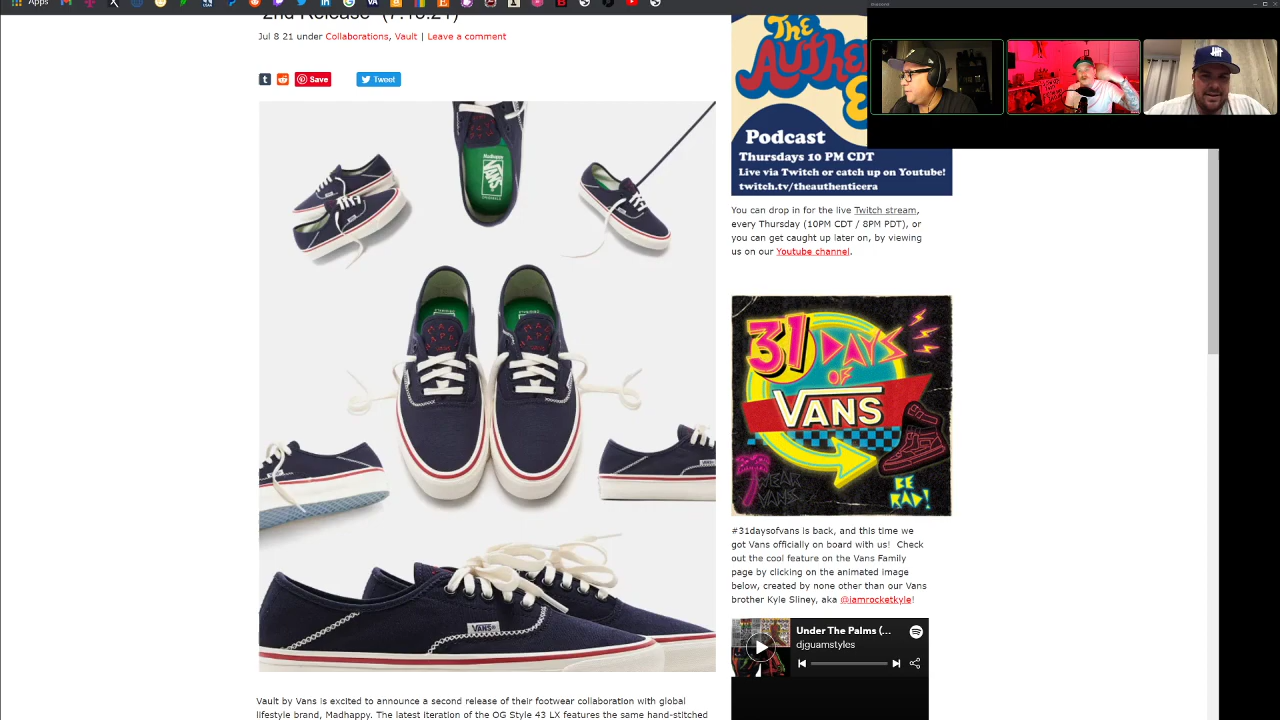 Apps
"2nd Release" (7.15.21)
Jul 8 21 under Collaborations, Vault | Leave a comment
Save
Tweet
Madhappy
VANS
ORIGINALS
VANS
The
Podcast
Thursdays 10 PM CDT
Live via Twitch or catch up on Youtube!
twitch.tv/theauthenticera
You can drop in for the live Twitch stream,
every Thursday (10PM CDT / 8PM PDT), or
you can get caught up later on, by viewing
us on our Youtube channel.
31 DAYS
OF
VANS
WEAR
VANS
BE
RAD!
#31daysofvans is back, and this time we
got Vans officially on board with us!  Check
out the cool feature on the Vans Family
page by clicking on the animated image
below, created by none other than our Vans
brother Kyle Sliney, aka @iamrocketkyle!
Under The Palms (...
djguamstyles
Vault by Vans is excited to announce a second release of their footwear collaboration with global
lifestyle brand, Madhappy. The latest iteration of the OG Style 43 LX features the same hand-stitched